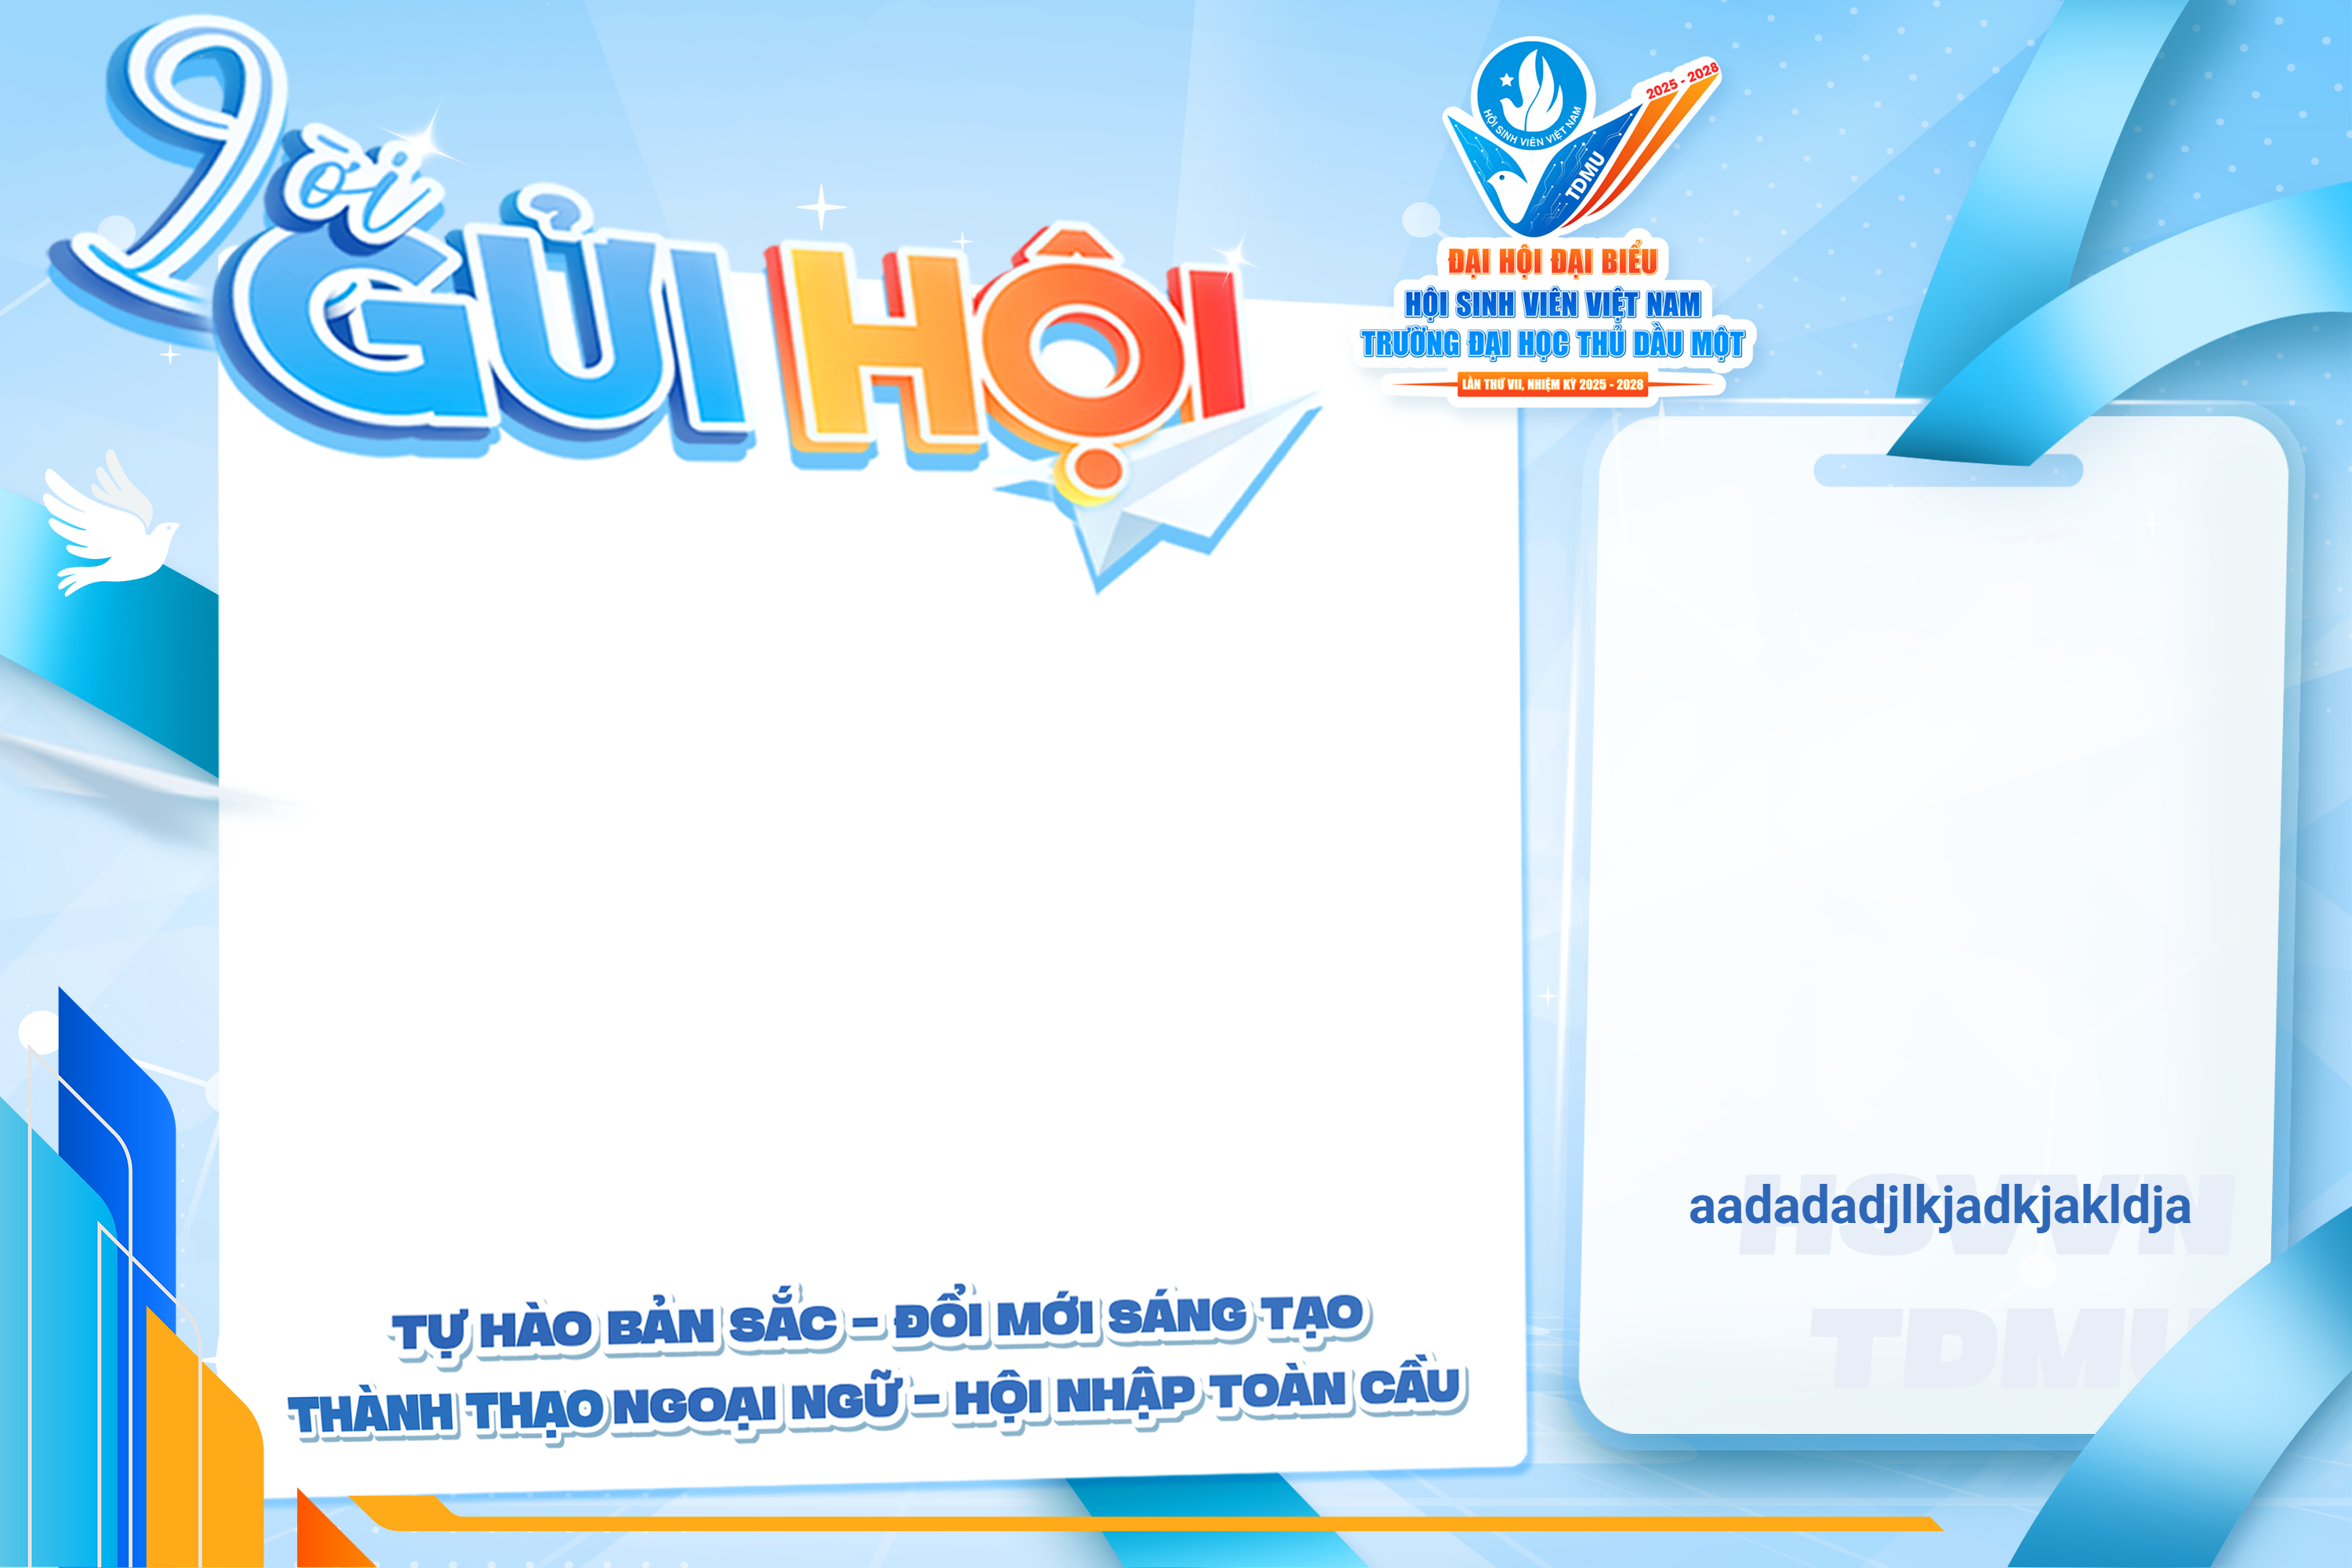 Lời
GỬI HỘI
HỘI SINH VIÊN VIỆT NAM
TDMU
2025 - 2028
ĐẠI HỘI ĐẠI BIỂU
HỘI SINH VIÊN VIỆT NAM
TRƯỜNG ĐẠI HỌC THỦ DẦU MỘT
LẦN THỨ VII, NHIỆM KỲ 2025 - 2028
aadadadjlkjadkjakldja
HSVVN
TDMU
TỰ HÀO BẢN SẮC – ĐỔI MỚI SÁNG TẠO
THÀNH THẠO NGOẠI NGỮ – HỘI NHẬP TOÀN CẦU